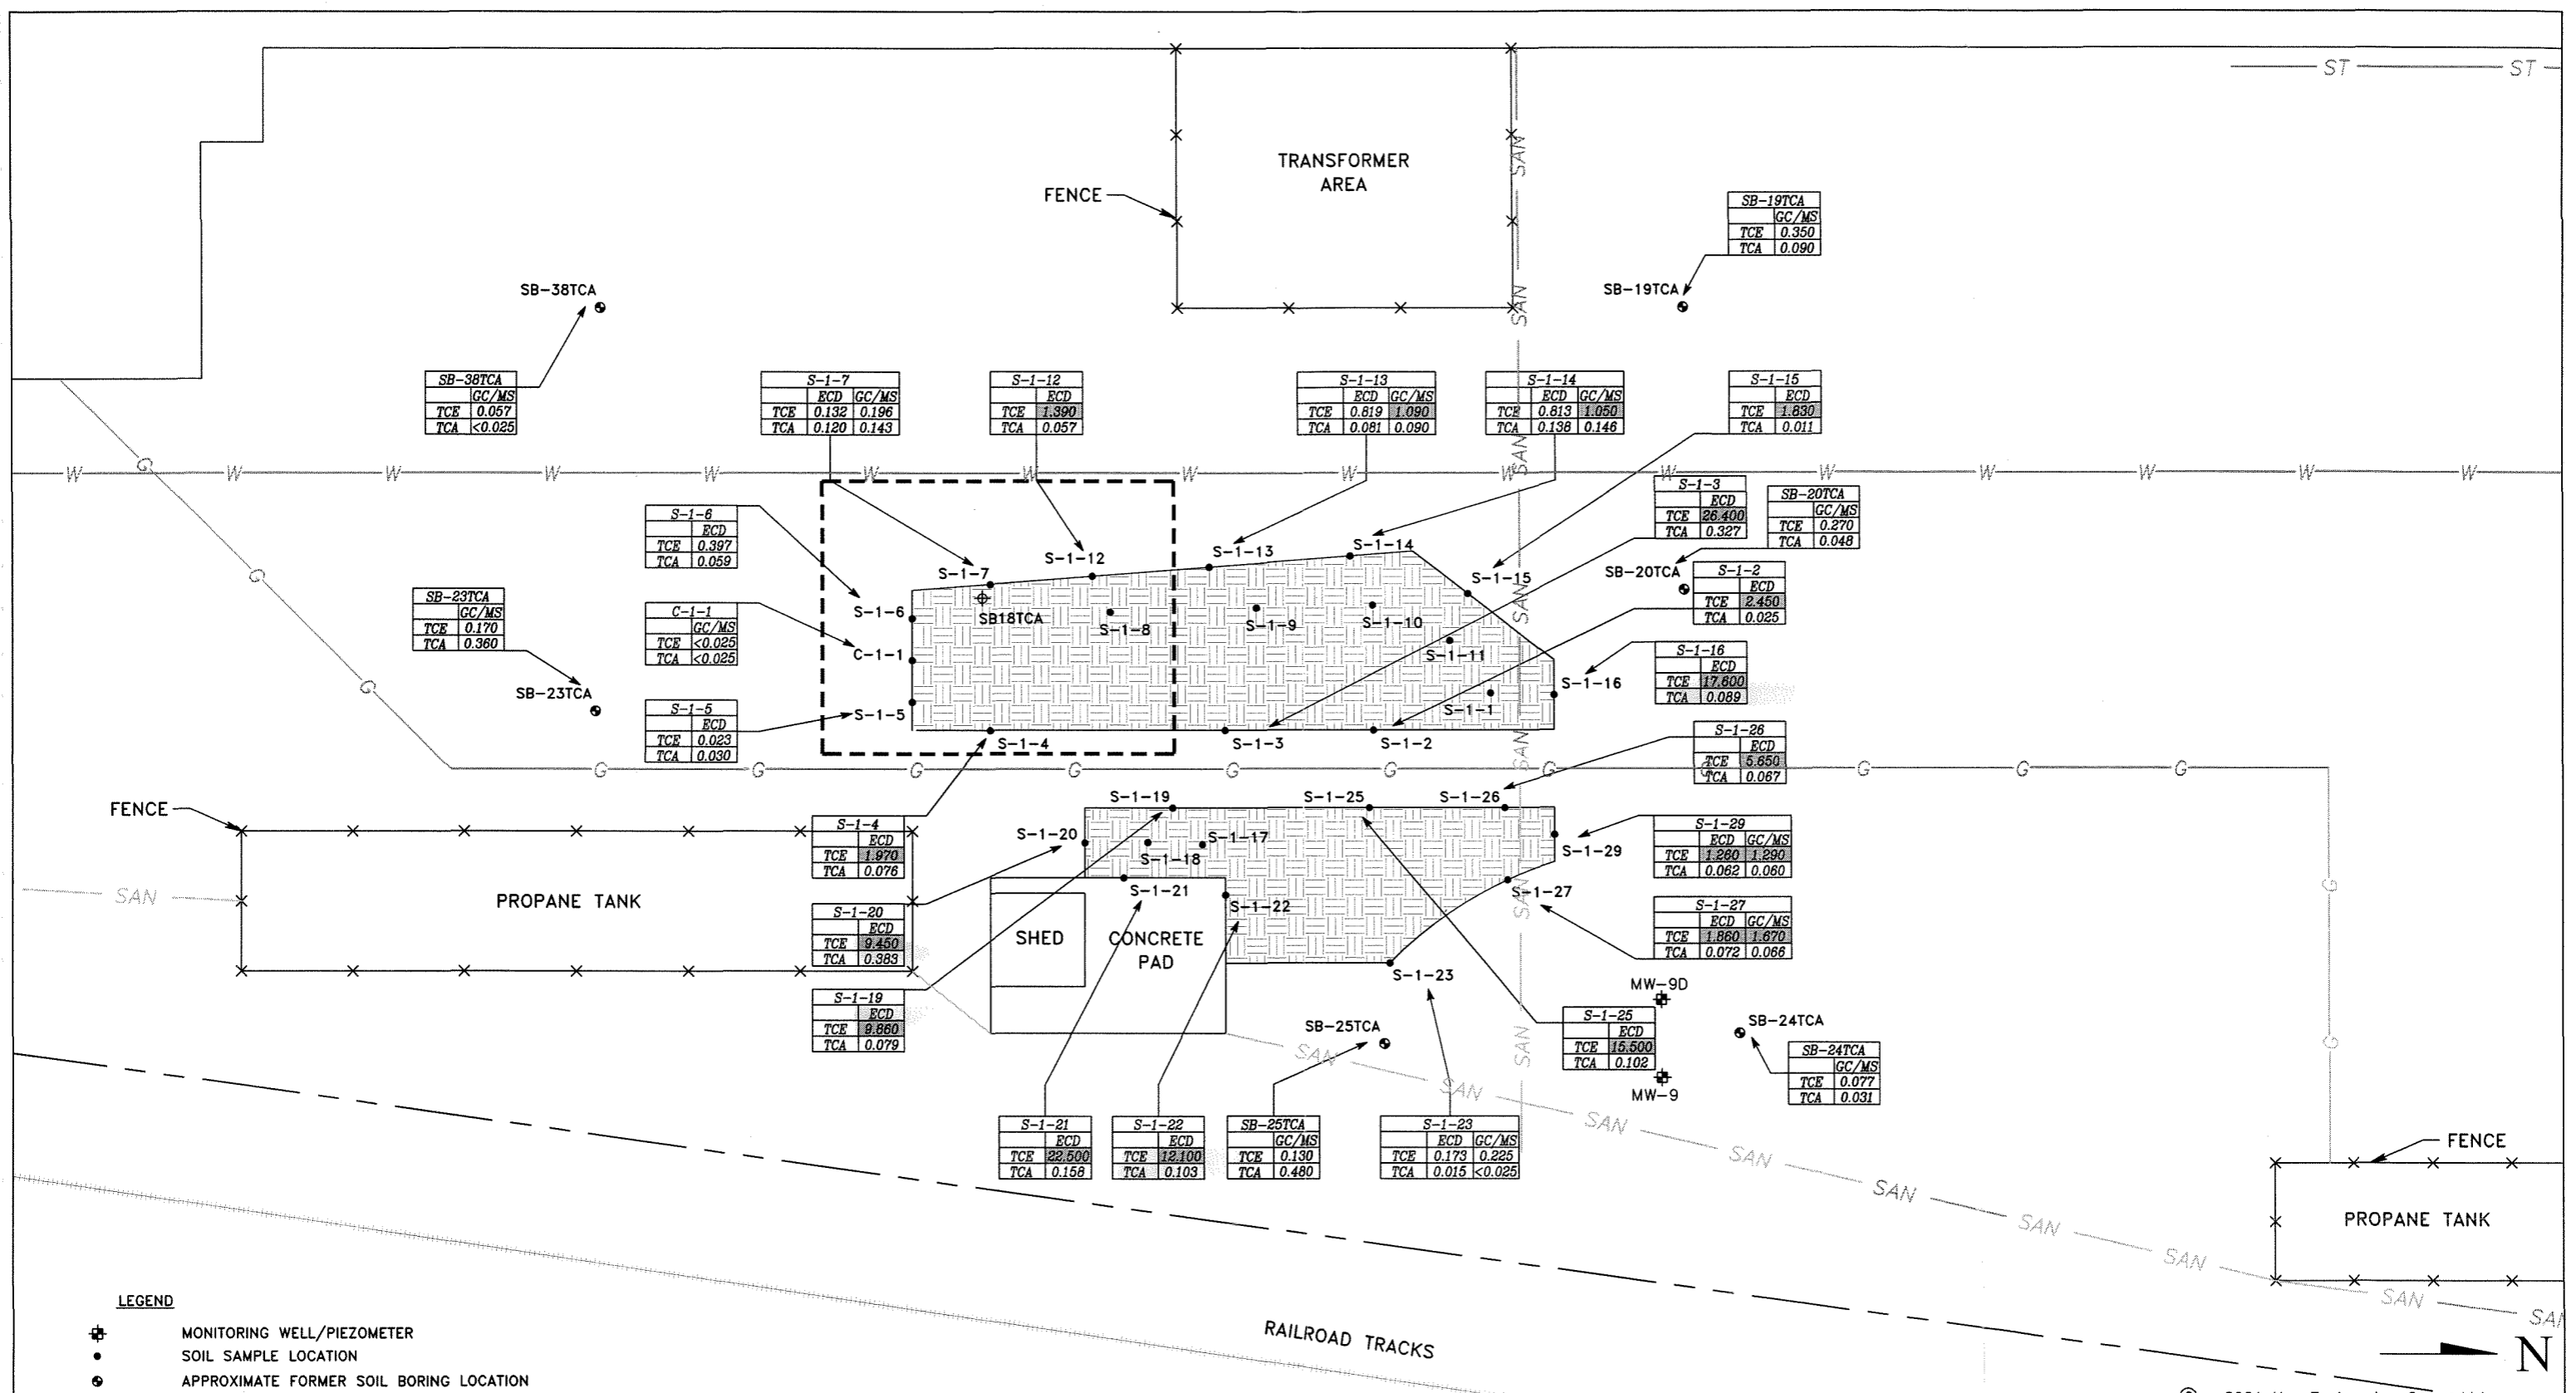 ST
ST
TRANSFORMER
AREA
FENCE
SAN
SAN
SAN
SB-19TCA
GC/MS
TCE 0.350
TCA 0.090
SB-38TCA
SB-19TCA
SB-38TCA
GC/MS
TCE 0.057
TCA <0.025
S-1-7
ECD GC/MS
TCE 0.132 0.196
TCA 0.120 0.143
S-1-12
ECD
TCE 1.390
TCA 0.057
S-1-13
ECD GC/MS
TCE 0.819 1.090
TCA 0.081 0.090
S-1-14
ECD GC/MS
TCE 0.813 1.050
TCA 0.138 0.146
S-1-15
ECD
TCE 1.830
TCA 0.011
G
W W W W W W W W W W W W W W W W
SAN
SAN
S-1-3
ECD
TCE 26.400
TCA 0.327
SB-20TCA
GC/MS
TCE 0.270
TCA 0.048
S-1-6
ECD
TCE 0.397
TCA 0.059
S-1-7
S-1-12
S-1-13
S-1-14
S-1-15
SB-20TCA
S-1-2
ECD
TCE 2.450
TCA 0.025
G
SB-23TCA
GC/MS
TCE 0.170
TCA 0.360
C-1-1
GC/MS
TCE <0.025
TCA <0.025
S-1-6
SB18TCA
S-1-8
S-1-9
S-1-10
SAN
S-1-11
C-1-1
S-1-16
ECD
TCE 17.600
TCA 0.089
G
SB-23TCA
S-1-5
ECD
TCE 0.023
TCA 0.030
S-1-5
S-1-1
S-1-16
S-1-4
S-1-3
S-1-2
SAN
S-1-26
ECD
TCE 5.650
TCA 0.067
G G G G G G G G G G G
FENCE
S-1-4
ECD
TCE 1.970
TCA 0.076
S-1-19
S-1-25
S-1-26
S-1-20
S-1-17
S-1-18
S-1-29
S-1-29
ECD GC/MS
TCE 1.260 1.290
TCA 0.062 0.060
SAN
PROPANE TANK
S-1-21
S-1-22
S-1-27
SAN
G
S-1-20
ECD
TCE 9.450
TCA 0.383
SHED
CONCRETE
PAD
S-1-27
ECD GC/MS
TCE 1.860 1.670
TCA 0.072 0.066
S-1-23
S-1-19
ECD
TCE 9.860
TCA 0.079
MW-9D
SB-25TCA
S-1-25
ECD
TCE 15.500
TCA 0.102
SB-24TCA
SAN
SAN
G
SB-24TCA
GC/MS
TCE 0.077
TCA 0.031
MW-9
SAN
S-1-21
ECD
TCE 22.500
TCA 0.158
S-1-22
ECD
TCE 12.100
TCA 0.103
SB-25TCA
GC/MS
TCE 0.130
TCA 0.480
S-1-23
ECD GC/MS
TCE 0.173 0.225
TCA 0.015 <0.025
SAN
SAN
SAN
SAN
SAN
SAN
FENCE
PROPANE TANK
LEGEND
MONITORING WELL/PIEZOMETER
SOIL SAMPLE LOCATION
APPROXIMATE FORMER SOIL BORING LOCATION
RAILROAD TRACKS
N